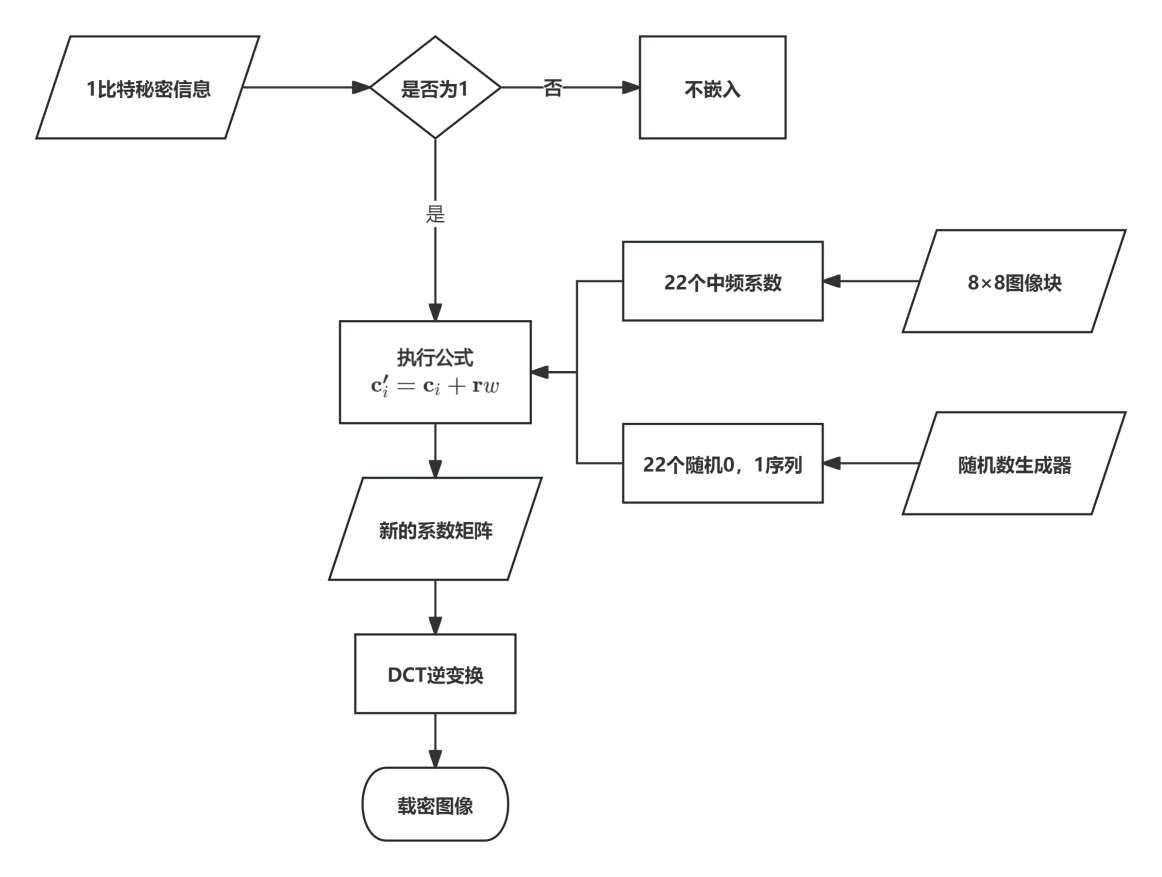 1比特秘密信息
是否为1
否
不嵌入
是
22个中频系数
8×8图像块
执行公式
𝐜′ᵢ = 𝐜ᵢ + 𝐫w
22个随机0，1序列
随机数生成器
新的系数矩阵
DCT逆变换
载密图像